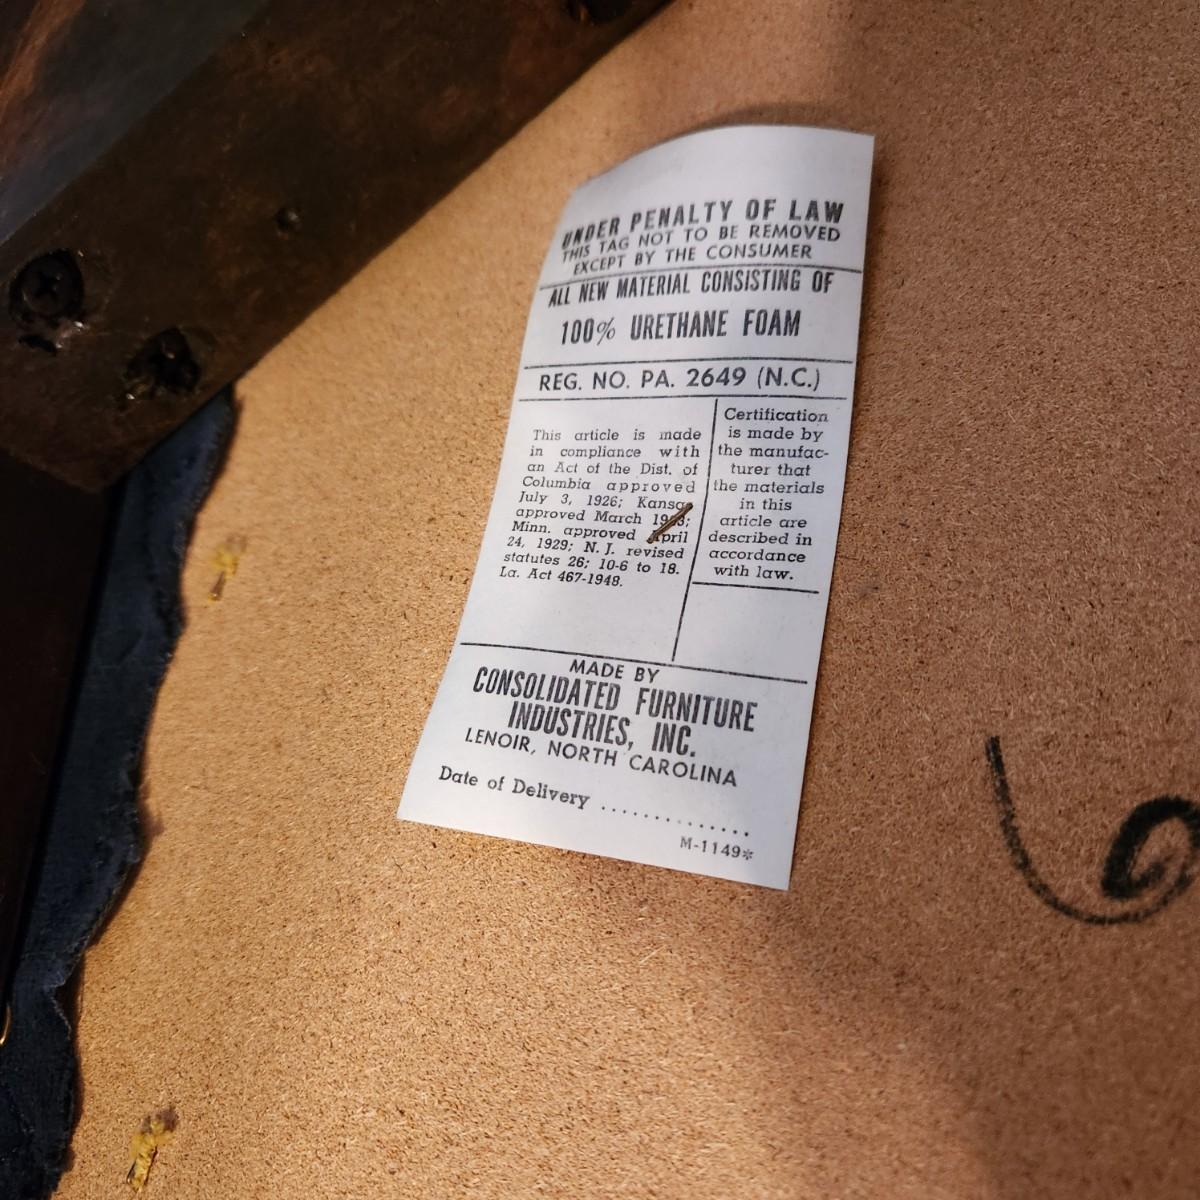 UNDER PENALTY OF LAW
THIS TAG NOT TO BE REMOVED
EXCEPT BY THE CONSUMER
ALL NEW MATERIAL CONSISTING OF
100% URETHANE FOAM
REG. NO. PA. 2649 (N.C.)
This article is made
in compliance with
an Act of the Dist. of
Columbia approved
July 3, 1926; Kansas
approved March
Minn. approved April
24, 1929; N. J. revised
statutes 26; 10-6 to 18.
La. Act 467-1948.
Certification
is made by
the manufac-
turer that
the materials
in this
article are
described in
accordance
with law.
MADE BY
CONSOLIDATED FURNITURE
INDUSTRIES, INC.
LENOIR, NORTH CAROLINA
Date of Delivery ...............
M-1149*